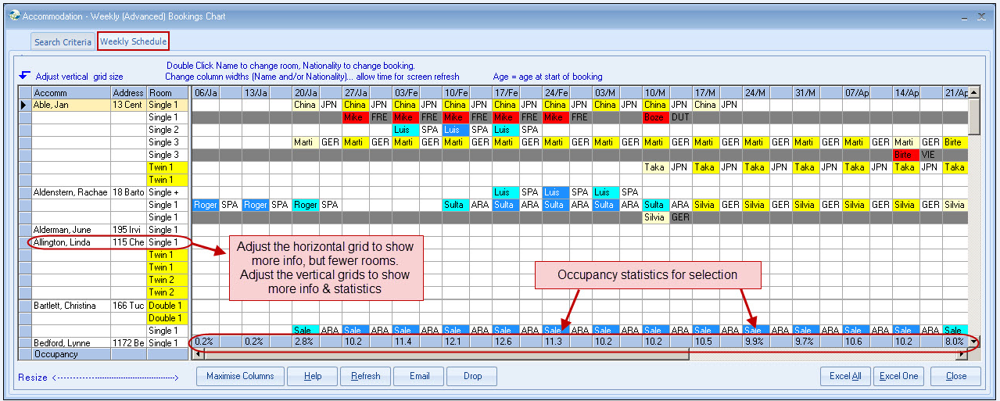 Accommodation - Weekly (Advanced) Bookings Chart
Search Criteria Weekly Schedule
Double Click Name to change room, Nationality to change booking.
Adjust vertical grid size Change column widths (Name and/or Nationality)... allow time for screen refresh Age = age at start of booking
Accomm Address Room 06/Ja 13/Ja 20/Ja 27/Ja 03/Fe 10/Fe 17/Fe 24/Fe 03/M 10/M 17/M 24/M 31/M 07/Ap 14/Ap 21/Ap
Able, Jan 13 Cent Single 1 China JPN China JPN China JPN China JPN China JPN China JPN China JPN China JPN China JPN
Single 1 Mike FRE Mike FRE Mike FRE Mike FRE Mike FRE Boze DUT
Single 2 Luis SPA Luis SPA Luis SPA
Single 3 Marti GER Marti GER Marti GER Marti GER Marti GER Marti GER Marti GER Marti GER Marti GER Marti GER Marti GER Marti GER Marti GER Birte
Single 3 Birte VIE
Twin 1 Taka JPN Taka JPN Taka JPN Taka JPN Taka JPN Taka JPN Taka
Twin 1
Aldenstern, Rachae 18 Barto Single + Luis SPA Luis SPA Luis SPA
Single 1 Roger SPA Roger SPA Roger SPA Sulta ARA Sulta ARA Sulta ARA Sulta ARA Sulta ARA Silvia GER Silvia GER Silvia GER Silvia GER Silvia GER Silvia
Single 1 Silvia GER
Alderman, June 195 Irvi Single 1
Allington, Linda 115 Che Single 1
Twin 1
Twin 1
Twin 2
Twin 2
Adjust the horizontal grid to show
more info, but fewer rooms.
Adjust the vertical grids to show
more info & statistics
Occupancy statistics for selection
Bartlett, Christina 166 Tuc Double 1
Double 1
Single 1 Sale ARA Sale ARA Sale ARA Sale ARA Sale ARA Sale ARA Sale ARA Sale ARA Sale ARA Sale ARA Sale ARA Sale ARA Sale ARA Sale
Bedford, Lynne 1172 Be Single 1 0.2% 0.2% 2.8% 10.2 11.4 12.1 12.6 11.3 10.2 10.2 10.5 9.9% 9.7% 10.6 10.2 8.0%
Occupancy
Resize <--------------------------------------------> Maximise Columns Help Refresh Email Drop Excel All Excel One Close